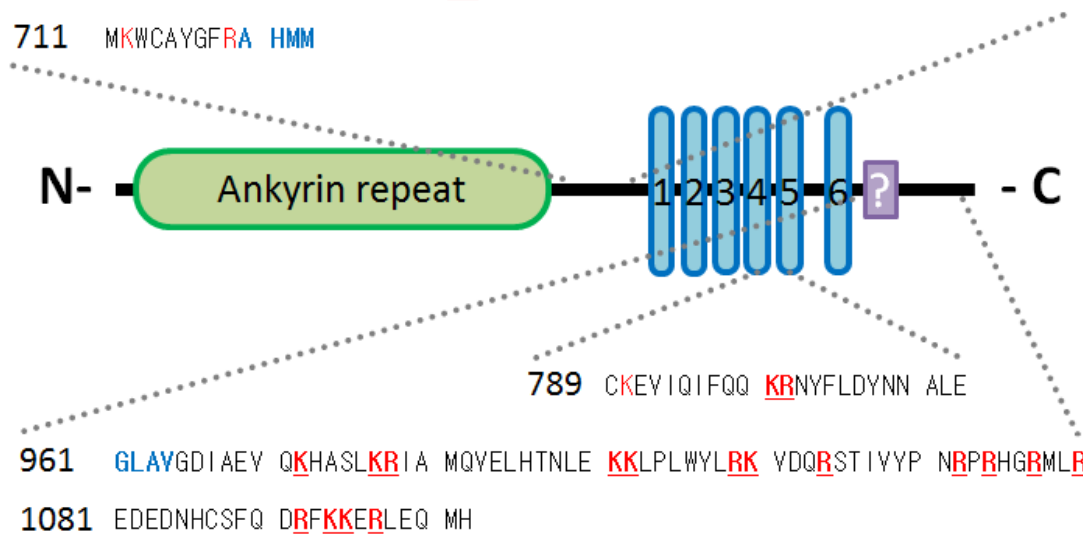 711 MKWCAYGFRA HMM
N- Ankyrin repeat 1 2 3 4 5 6 ? - C
789 CKEVIQIFQQ KRNYFLDYNN ALE
961 GLAVGDIAEV QKHASLKRIA MQVELHTNLE KKLPLWYLRK VDQRSTIVYP NRPRHGRMLR
1081 EDEDNHCSFQ DRFKKERLEQ MH